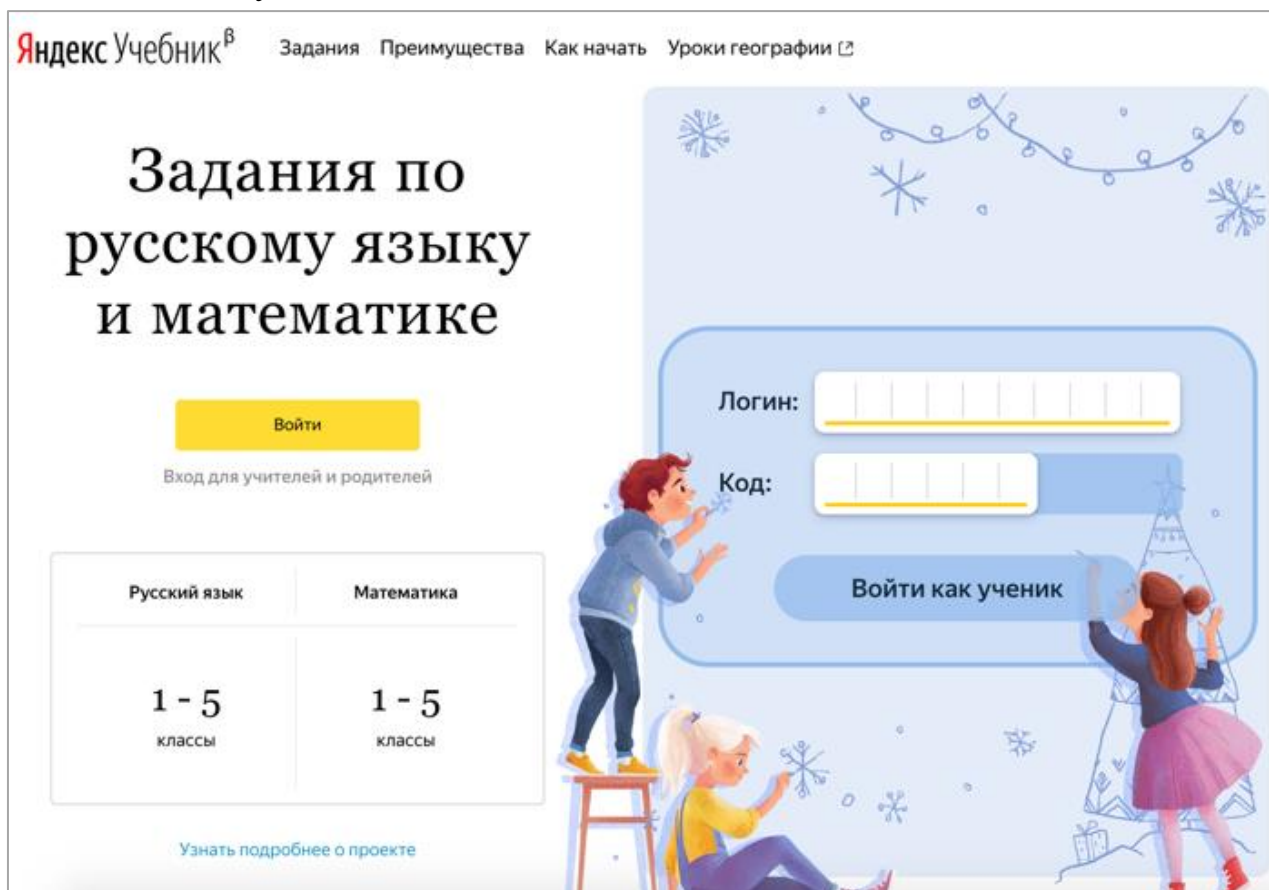 Яндекс Учебник β Задания Преимущества Как начать Уроки географии
Задания по
русскому языку
и математике
Войти
Вход для учителей и родителей
Русский язык Математика
1 - 5 1 - 5
классы классы
Узнать подробнее о проекте
Логин:
Код:
Войти как ученик